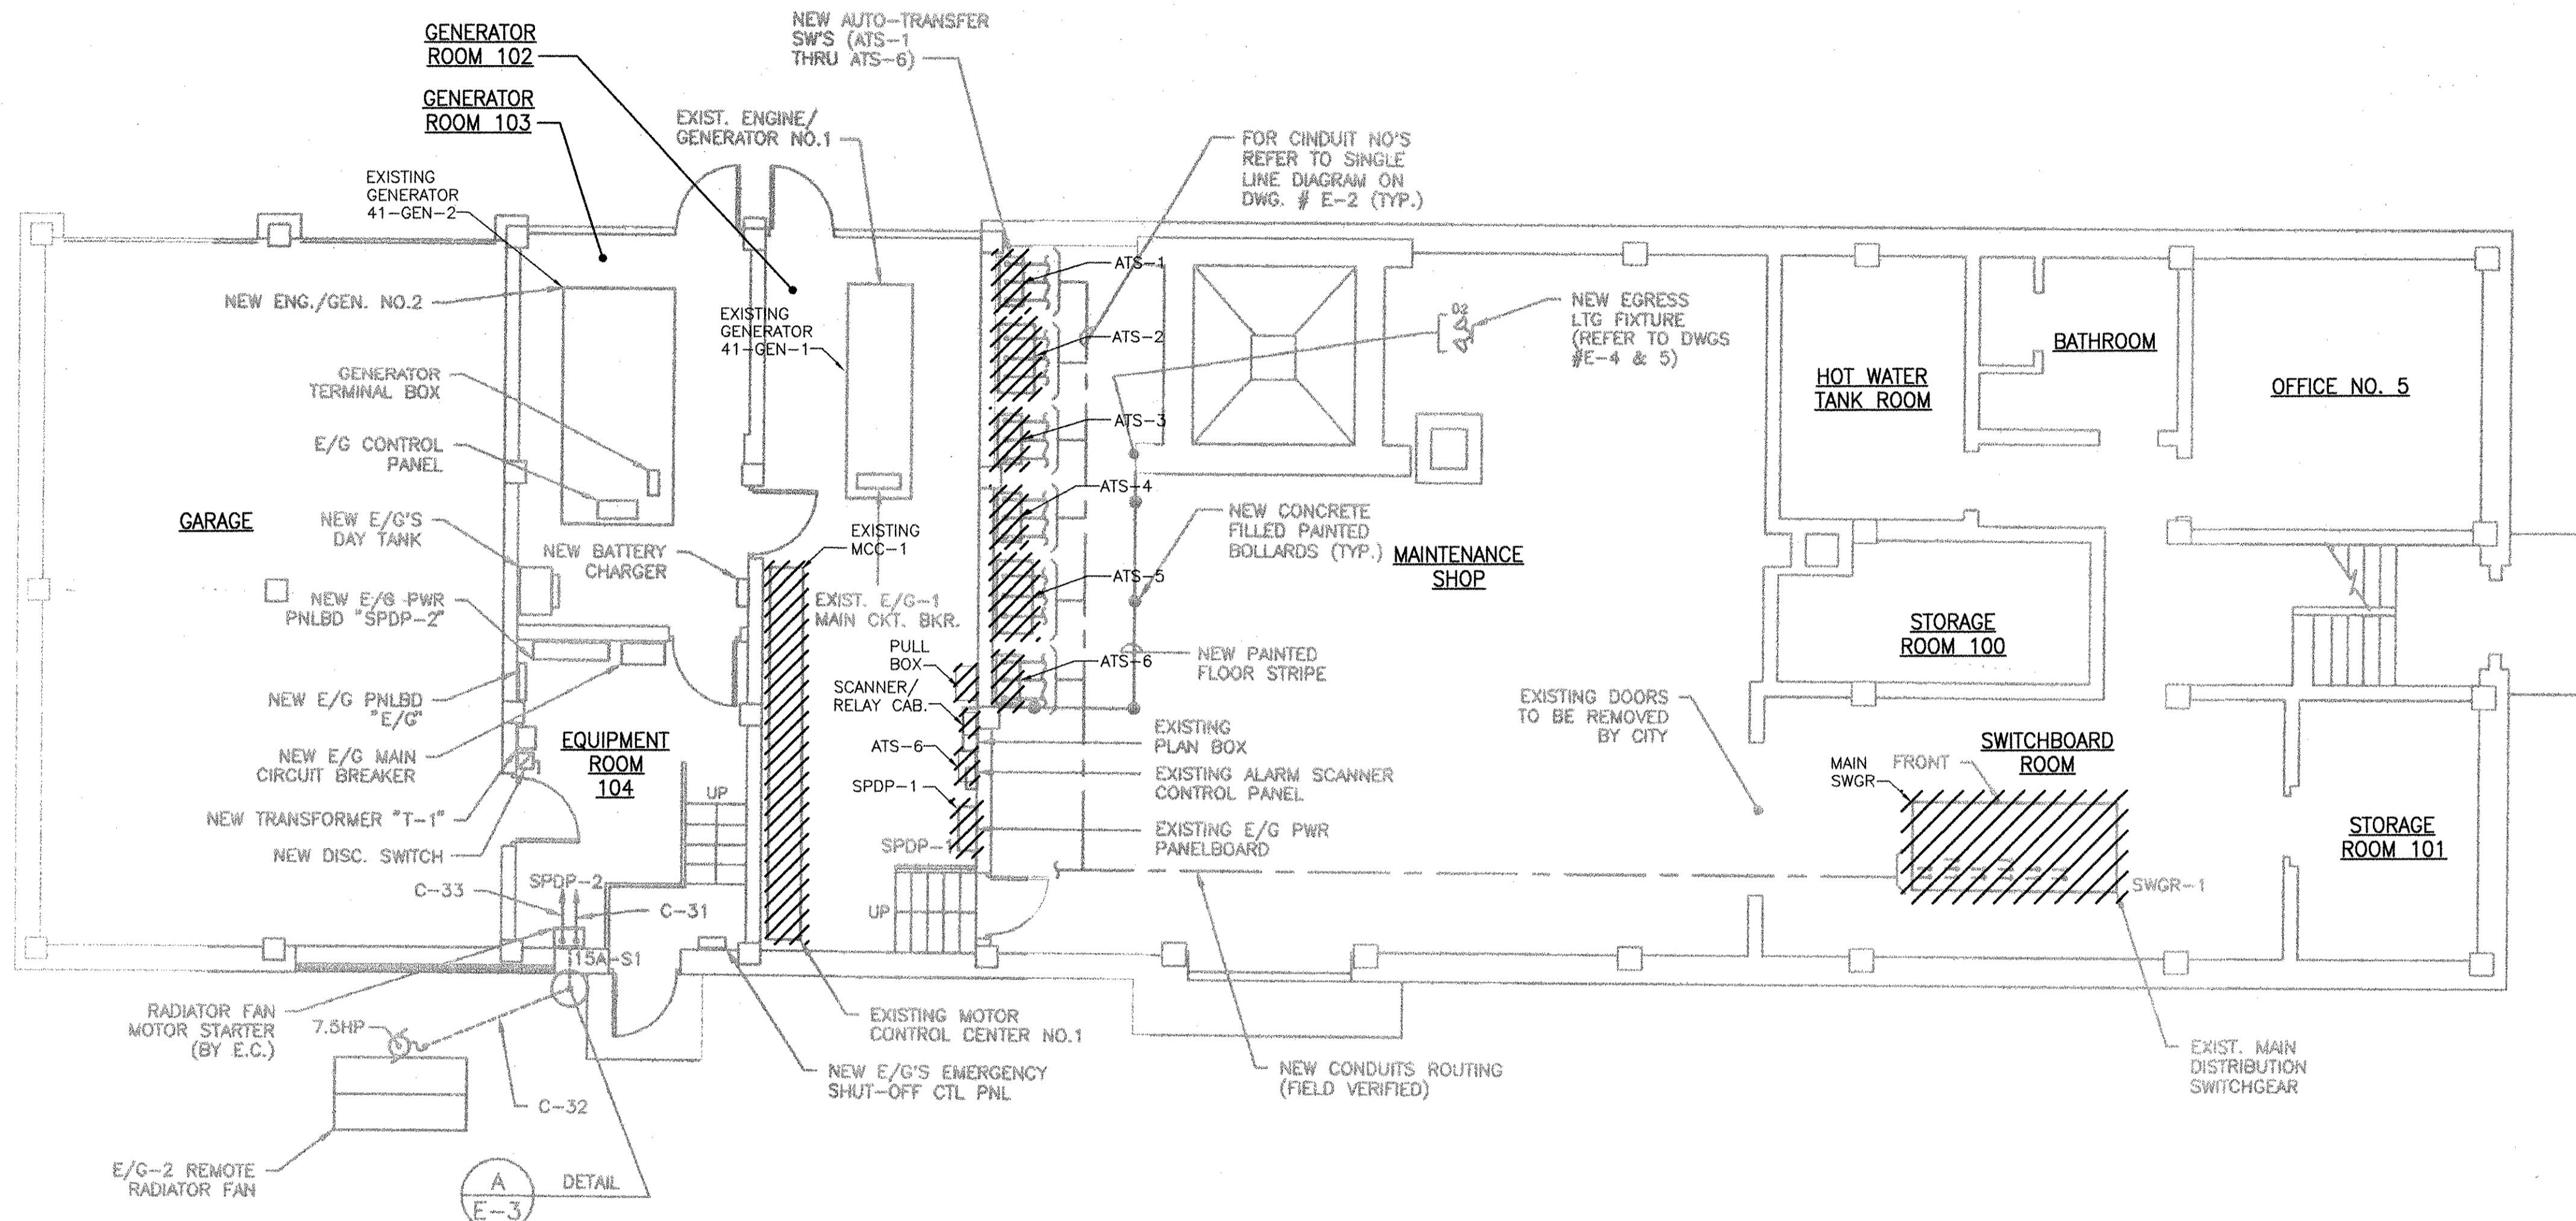 NEW AUTO-TRANSFER
SW'S (ATS-1
THRU ATS-6)
GENERATOR
ROOM 102
GENERATOR
ROOM 103
EXIST. ENGINE/
GENERATOR NO.1
FOR CINDUIT NO'S
REFER TO SINGLE
LINE DIAGRAM ON
DWG. # E-2 (TYP.)
EXISTING
GENERATOR
41-GEN-2
NEW ENG./GEN. NO.2
EXISTING
GENERATOR
41-GEN-1
ATS-1
ATS-2
ATS-3
ATS-4
ATS-5
ATS-6
D2
NEW EGRESS
LTG FIXTURE
(REFER TO DWGS
#E-4 & 5)
HOT WATER
TANK ROOM
BATHROOM
OFFICE NO. 5
GENERATOR
TERMINAL BOX
E/G CONTROL
PANEL
GARAGE
NEW E/G'S
DAY TANK
NEW BATTERY
CHARGER
EXISTING
MCC-1
NEW CONCRETE
FILLED PAINTED
BOLLARDS (TYP.)
MAINTENANCE
SHOP
NEW E/G PWR
PNLBD "SPDP-2"
EXIST. E/G-1
MAIN CKT. BKR.
PULL
BOX
SCANNER/
RELAY CAB.
NEW PAINTED
FLOOR STRIPE
STORAGE
ROOM 100
NEW E/G PNLBD
"E/G"
NEW E/G MAIN
CIRCUIT BREAKER
EQUIPMENT
ROOM
104
ATS-6
EXISTING
PLAN BOX
EXISTING ALARM SCANNER
CONTROL PANEL
EXISTING DOORS
TO BE REMOVED
BY CITY
SWITCHBOARD
ROOM
MAIN
SWGR
FRONT
NEW TRANSFORMER "T-1"
UP
SPDP-1
EXISTING E/G PWR
PANELBOARD
SPDP-1
NEW DISC. SWITCH
STORAGE
ROOM 101
C-33
SPDP-2
C-31
UP
SWGR-1
15A-S1
RADIATOR FAN
MOTOR STARTER
(BY E.C.)
7.5HP
EXISTING MOTOR
CONTROL CENTER NO.1
NEW E/G'S EMERGENCY
SHUT-OFF CTL PNL
NEW CONDUITS ROUTING
(FIELD VERIFIED)
EXIST. MAIN
DISTRIBUTION
SWITCHGEAR
C-32
E/G-2 REMOTE
RADIATOR FAN
A
E-3
DETAIL